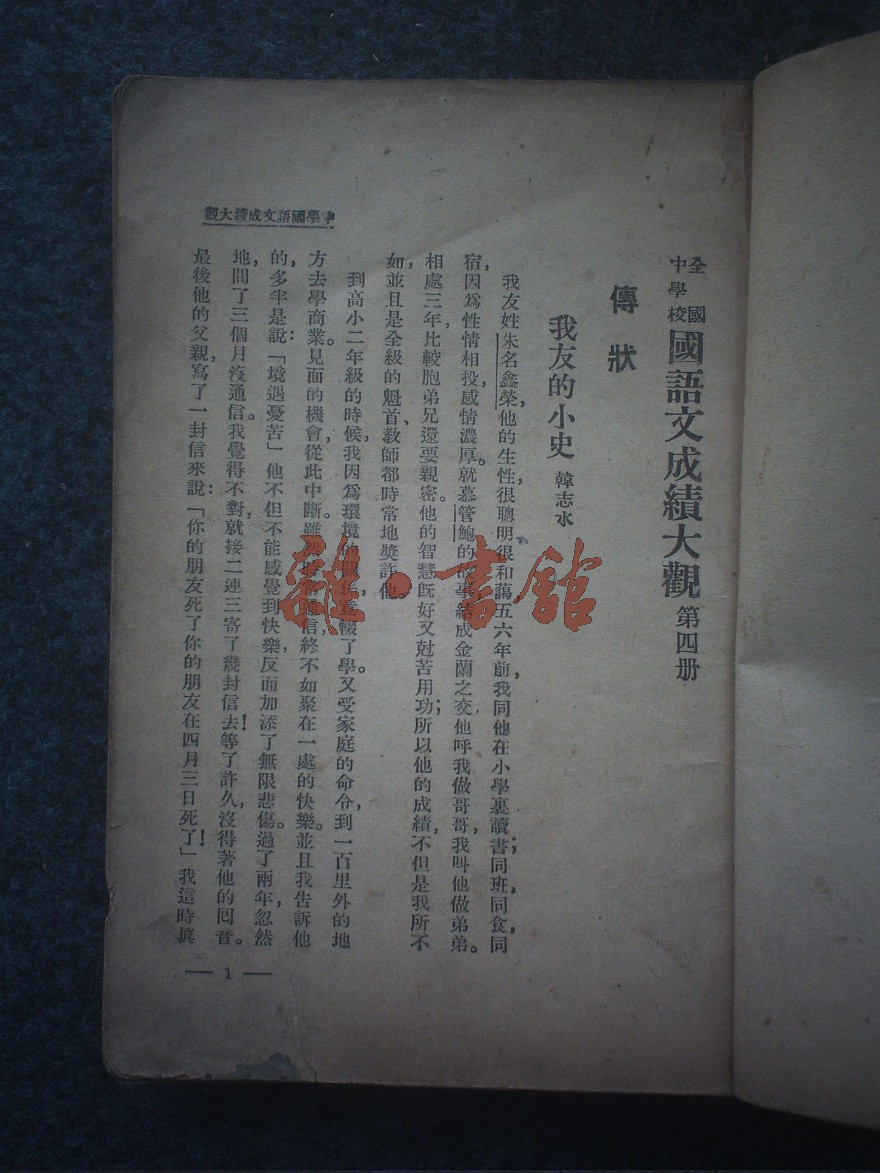 全國中學校
國語文成績大觀 第四册
傳狀
我友的小史 韓志水
我友姓朱名鑫榮,他的生性很聰明很和藹五六年前,我同他在小學裏讀書;同班,同食,同
宿,因爲性情相投,感情濃厚。就慕管鮑的故事結成金蘭之交他呼我做哥哥,我叫他做弟弟。
相處三年,比較胞弟兄還要親密。他的智慧旣好又尅苦用功;所以他的成績,不但是我所不
如,並且是全級的魁首、教師都時常地奬許他。
到高小二年級的時候,我因爲環境的關係,竟輟了學。又受家庭的命令,到一百里外的地
方去學商業。見面的機會,從此中斷。雖然時常通信,終不如聚在一處的快樂。並且我告訴他
的,多半是說:「境遇憂苦」他不但不能感覺到快樂,反而加添了無限悲傷。過了兩年,忽然
地,間了三個月沒通信。我覺得不對,就接二連三寄了幾封信去!等了許久,沒得著他的囘音。
最後他的父親,寫了一封信來說:「你的朋友死了你的朋友在四月三日死了!」我這時眞
中學國語文成績大觀
— 1 —
雜·書館